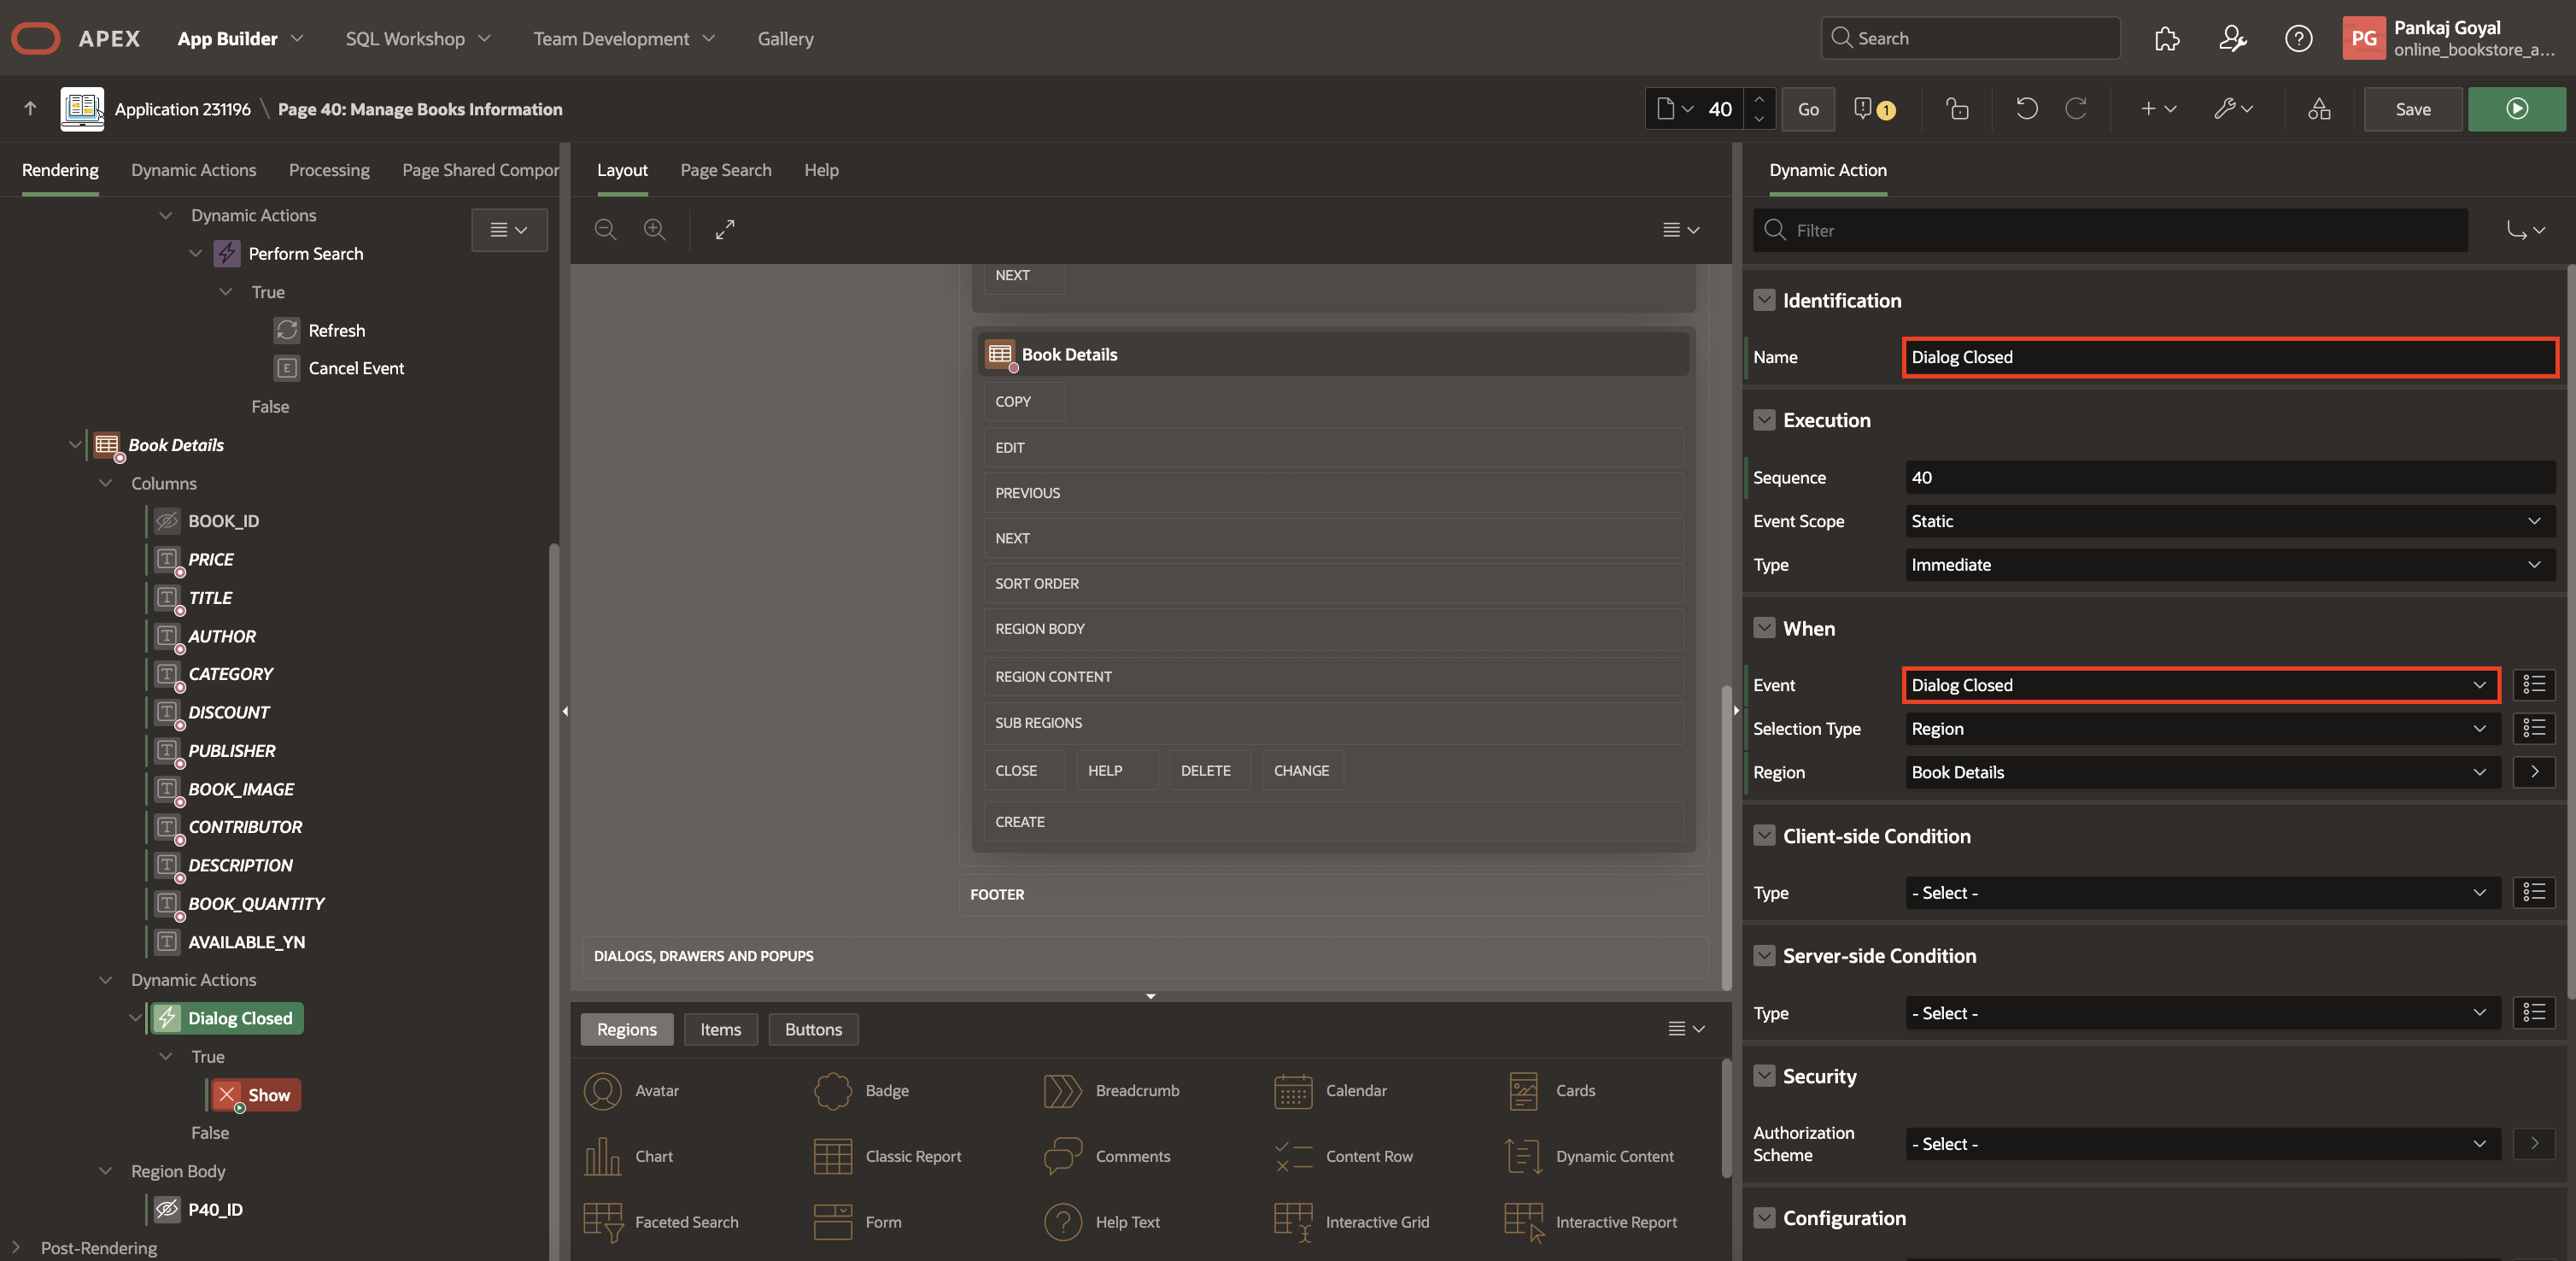 APEX App Builder SQL Workshop Team Development Gallery Search PG Pankaj Goyal
online_bookstore_a...
Application 231196 \ Page 40: Manage Books Information 40 Go 1 Save
Rendering Dynamic Actions Processing Page Shared Compor
Dynamic Actions
Perform Search
True
Refresh
E Cancel Event
False
Book Details
Columns
BOOK_ID
T PRICE
T TITLE
T AUTHOR
T CATEGORY
T DISCOUNT
T PUBLISHER
T BOOK_IMAGE
T CONTRIBUTOR
T DESCRIPTION
T BOOK_QUANTITY
T AVAILABLE_YN
Dynamic Actions
Dialog Closed
True
Show
False
Region Body
P40_ID
Post-Rendering
Layout Page Search Help
NEXT
Book Details
COPY
EDIT
PREVIOUS
NEXT
SORT ORDER
REGION BODY
REGION CONTENT
SUB REGIONS
CLOSE HELP DELETE CHANGE
CREATE
FOOTER
DIALOGS, DRAWERS AND POPUPS
Regions Items Buttons
Avatar Badge Breadcrumb Calendar Cards
Chart Classic Report Comments Content Row Dynamic Content
Faceted Search Form Help Text Interactive Grid Interactive Report
Dynamic Action
Filter
Identification
Name Dialog Closed
Execution
Sequence 40
Event Scope Static
Type Immediate
When
Event Dialog Closed
Selection Type Region
Region Book Details
Client-side Condition
Type - Select -
Server-side Condition
Type - Select -
Security
Authorization
Scheme - Select -
Configuration